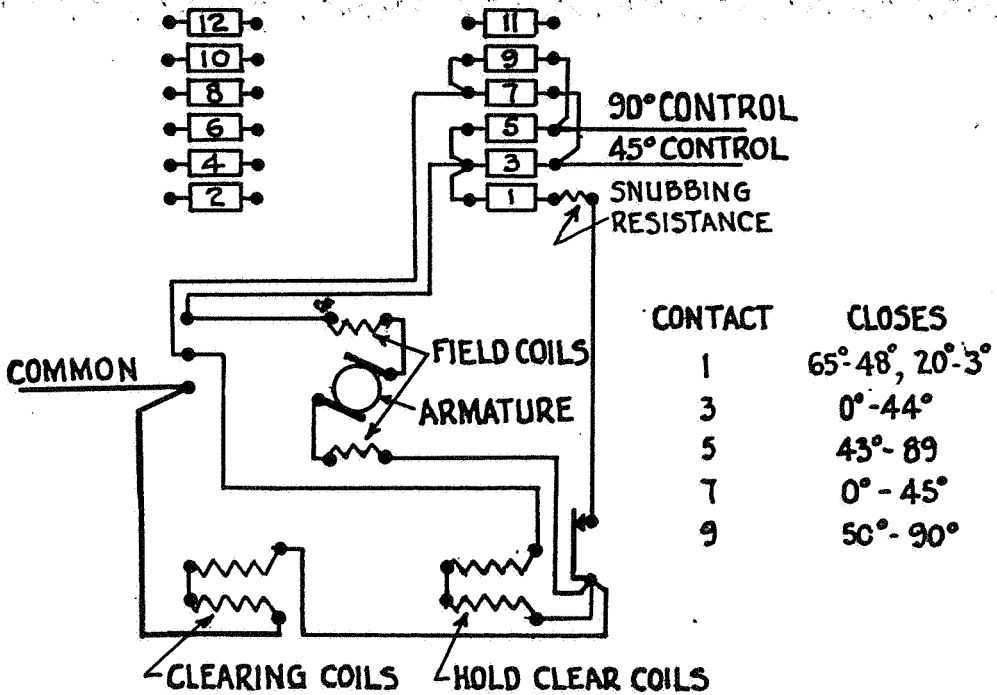 12
10
8
6
4
2
11
9
7
5
3
1
90° CONTROL
45° CONTROL
SNUBBING
RESISTANCE
COMMON
FIELD COILS
ARMATURE
CONTACT CLOSES
1 65°-48°, 20°-3°
3 0°-44°
5 43°-89
7 0°-45°
9 50°-90°
CLEARING COILS
HOLD CLEAR COILS